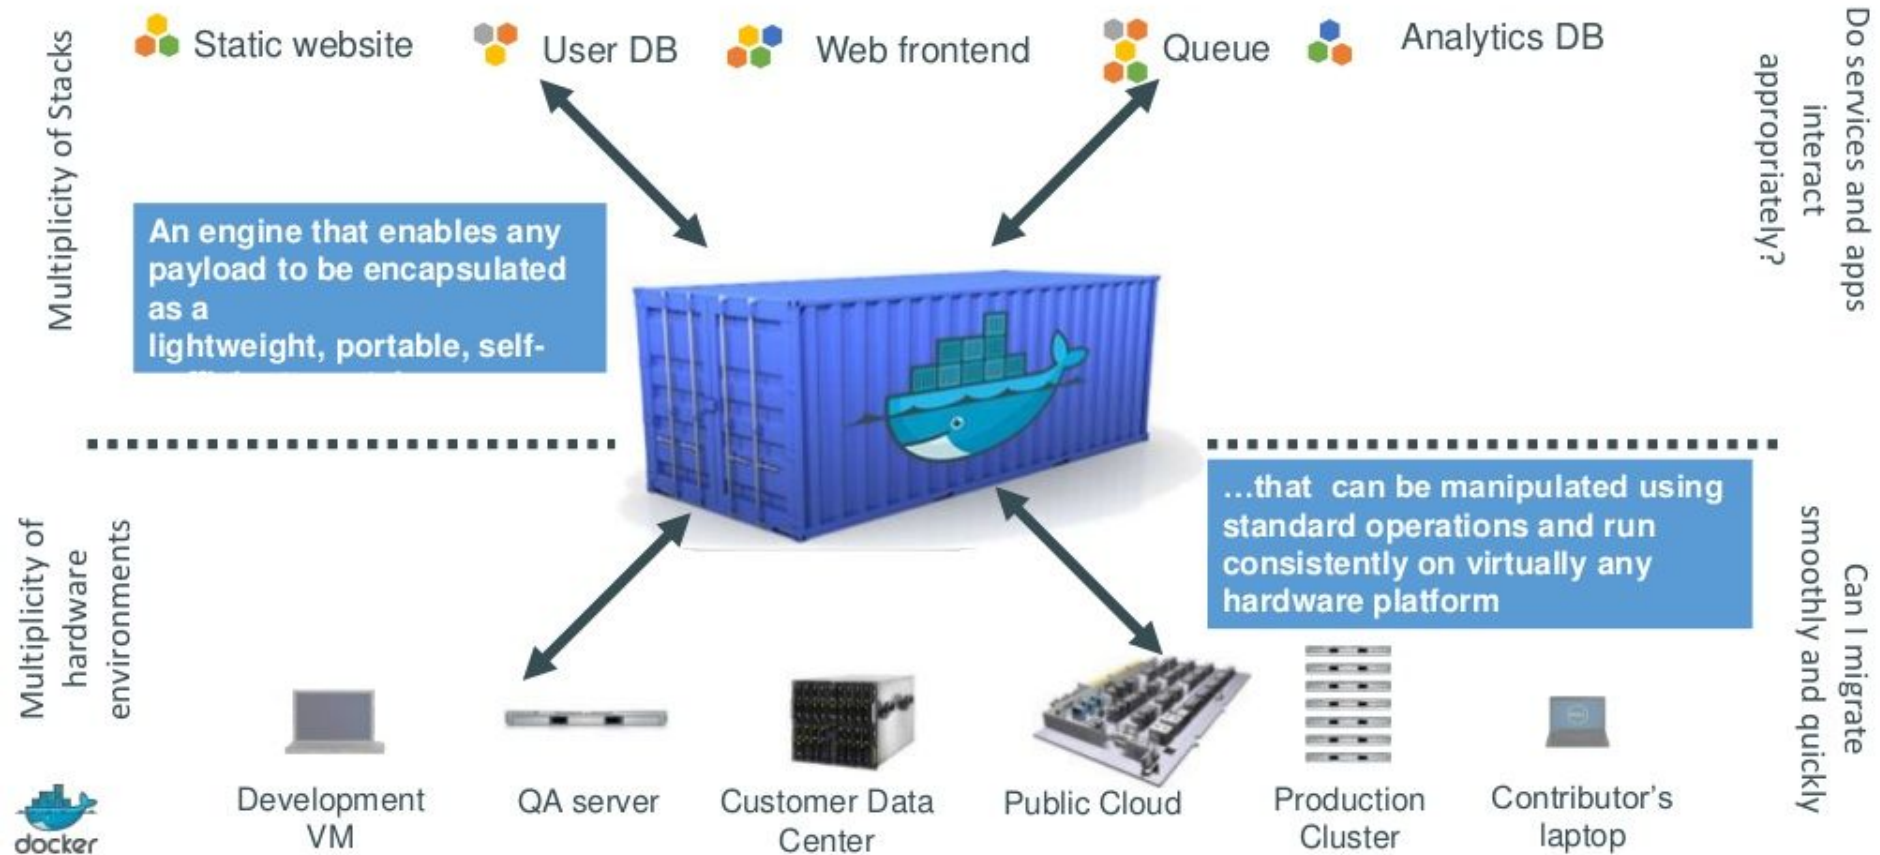 Static website
User DB
Web frontend
Queue
Analytics DB
Multiplicity of Stacks
Do services and apps
interact
appropriately?
An engine that enables any
payload to be encapsulated
as a
lightweight, portable, self-
…that can be manipulated using
standard operations and run
consistently on virtually any
hardware platform
Multiplicity of
hardware
environments
Can I migrate
smoothly and quickly
Development
VM
QA server
Customer Data
Center
Public Cloud
Production
Cluster
Contributor’s
laptop
docker